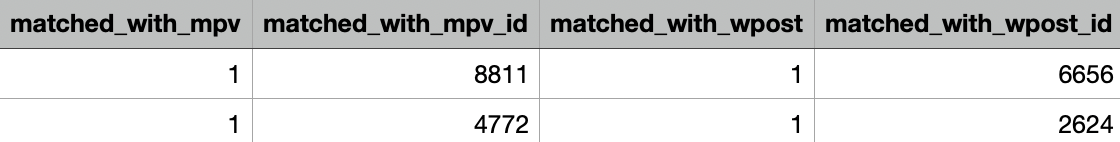 matched_with_mpv matched_with_mpv_id matched_with_wpost matched_with_wpost_id
1 8811 1 6656
1 4772 1 2624